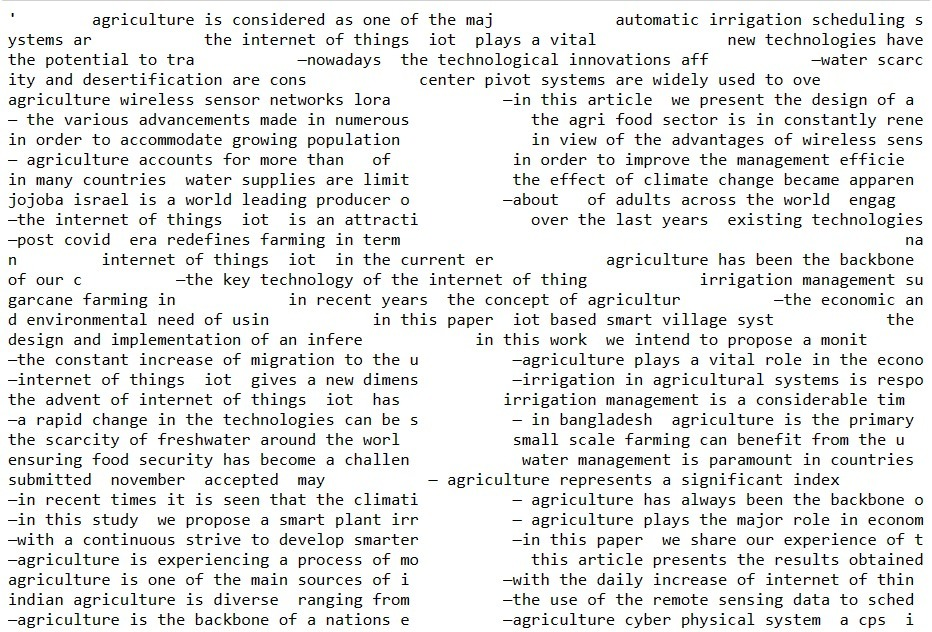 '        agriculture is considered as one of the maj             automatic irrigation scheduling s
ystems ar            the internet of things  iot  plays a vital              new technologies have
the potential to tra           —nowadays  the technological innovations aff           —water scarc
ity and desertification are cons            center pivot systems are widely used to ove
agriculture wireless sensor networks lora            —in this article  we present the design of a
— the various advancements made in numerous             the agri food sector is in constantly rene
in order to accommodate growing population              in view of the advantages of wireless sens
— agriculture accounts for more than   of             in order to improve the management efficie
in many countries  water supplies are limit           the effect of climate change became apparen
jojoba israel is a world leading producer o          —about   of adults across the world  engag
—the internet of things  iot  is an attracti            over the last years  existing technologies
—post covid  era redefines farming in term                                                      na
n         internet of things  iot  in the current er            agriculture has been the backbone
of our c          —the key technology of the internet of thing            irrigation management su
garcane farming in            in recent years  the concept of agricultur          —the economic an
d environmental need of usin           in this paper  iot based smart village syst            the
design and implementation of an infere            in this work  we intend to propose a monit
—the constant increase of migration to the u          —agriculture plays a vital role in the econo
—internet of things  iot  gives a new dimens          —irrigation in agricultural systems is respo
the advent of internet of things  iot  has           irrigation management is a considerable tim
—a rapid change in the technologies can be s          — in bangladesh  agriculture is the primary
the scarcity of freshwater around the worl            small scale farming can benefit from the u
ensuring food security has become a challen            water management is paramount in countries
submitted  november  accepted  may           — agriculture represents a significant index
—in recent times it is seen that the climati          — agriculture has always been the backbone o
—in this study  we propose a smart plant irr          — agriculture plays the major role in econom
—with a continuous strive to develop smarter          —in this paper  we share our experience of t
—agriculture is experiencing a process of mo            this article presents the results obtained
agriculture is one of the main sources of i          —with the daily increase of internet of thin
indian agriculture is diverse  ranging from          —the use of the remote sensing data to sched
—agriculture is the backbone of a nations e          —agriculture cyber physical system  a cps  i